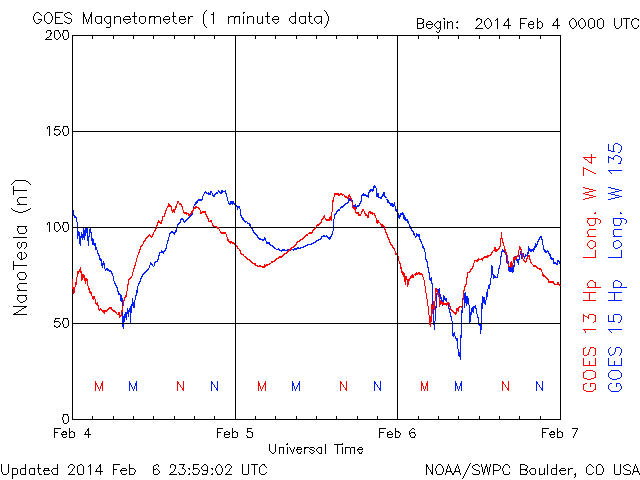 GOES Magnetometer (1 minute data)
Begin: 2014 Feb 4 0000 UTC
200
150
100
50
0
NanoTesla (nT)
M M N N M M N N M M N N
Feb 4 Feb 5 Feb 6 Feb 7
Universal Time
GOES 13 Hp Long. W 74
GOES 15 Hp Long. W 135
Updated 2014 Feb 6 23:59:02 UTC
NOAA/SWPC Boulder, CO USA